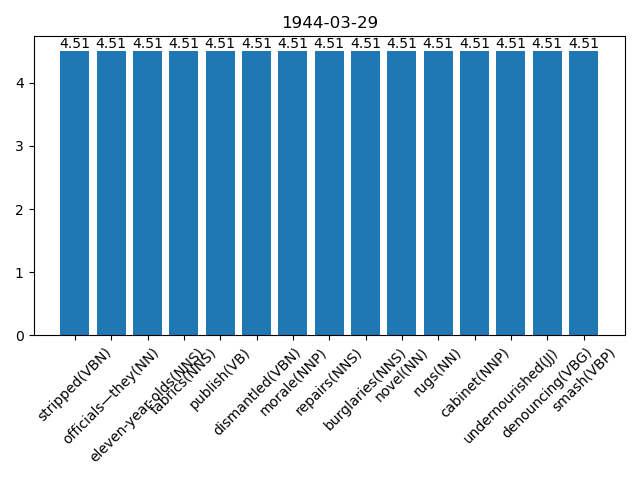 1944-03-29
4.51 4.51 4.51 4.51 4.51 4.51 4.51 4.51 4.51 4.51 4.51 4.51 4.51 4.51 4.51
4
3
2
1
0
stripped(VBN)
officials—they(NN)
eleven-year-olds(NNS)
fabrics(NNS)
publish(VB)
dismantled(VBN)
morale(NNP)
repairs(NNS)
burglaries(NNS)
novel(NN)
rugs(NN)
cabinet(NNP)
undernourished(JJ)
denouncing(VBG)
smash(VBP)